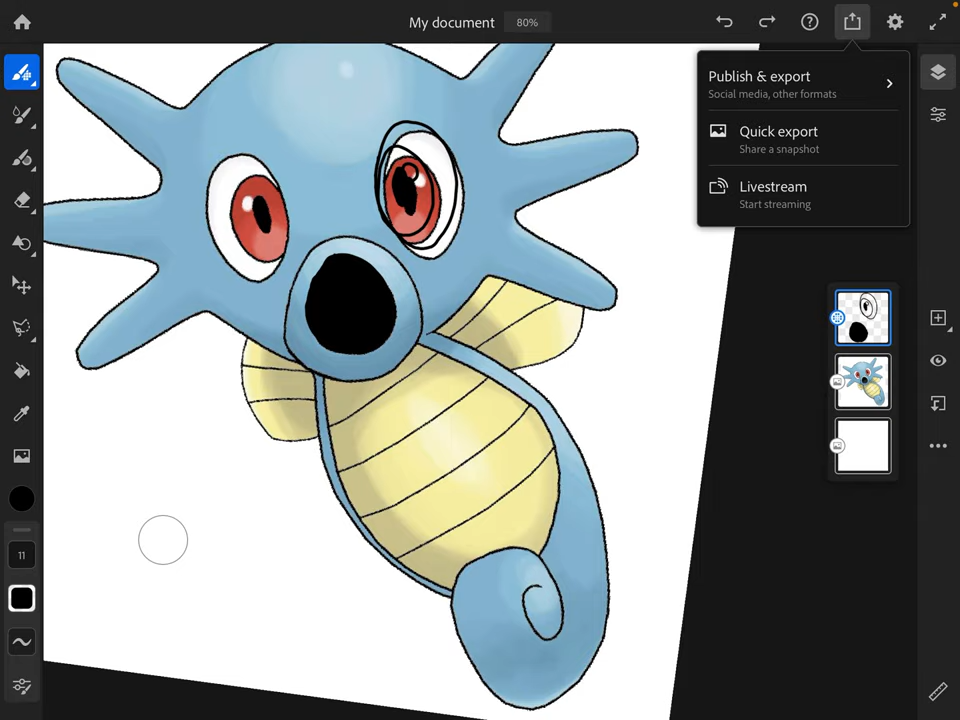 My document
80%
Publish & export
Social media, other formats
Quick export
Share a snapshot
Livestream
Start streaming
11